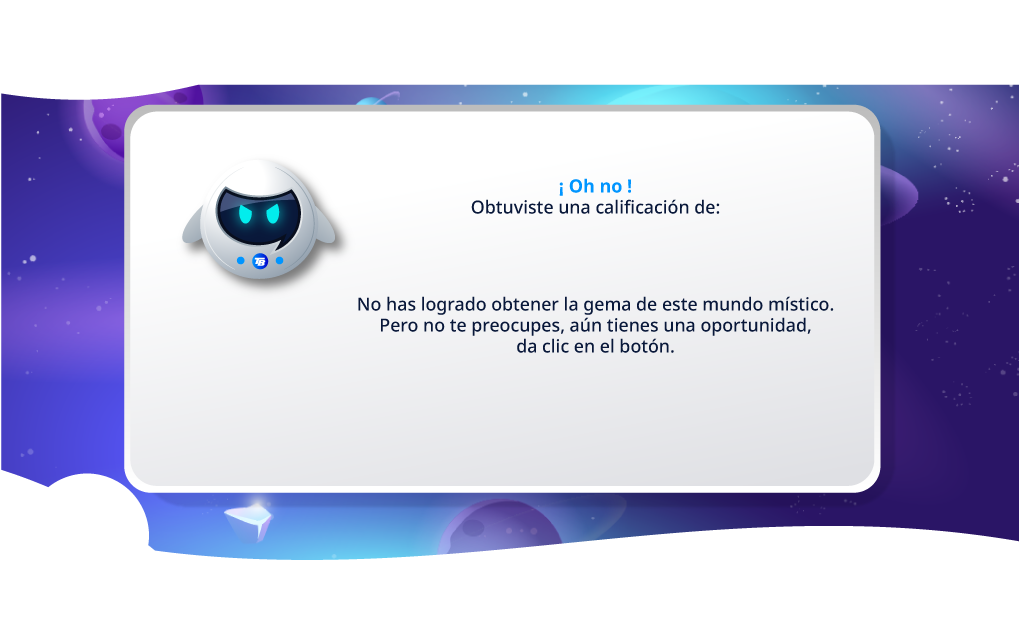 ¡ Oh no !
Obtuviste una calificación de:
TB
No has logrado obtener la gema de este mundo místico.
Pero no te preocupes, aún tienes una oportunidad,
da clic en el botón.